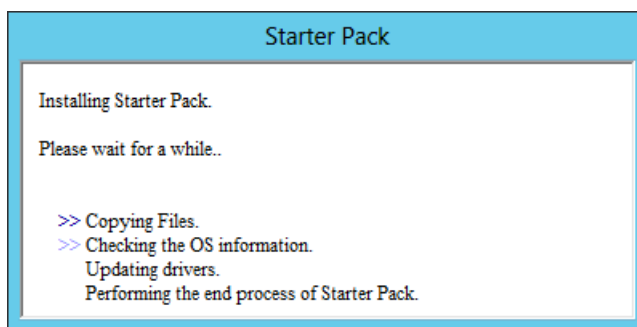 Starter Pack
Installing Starter Pack.
Please wait for a while..
>> Copying Files.
>> Checking the OS information.
Updating drivers.
Performing the end process of Starter Pack.